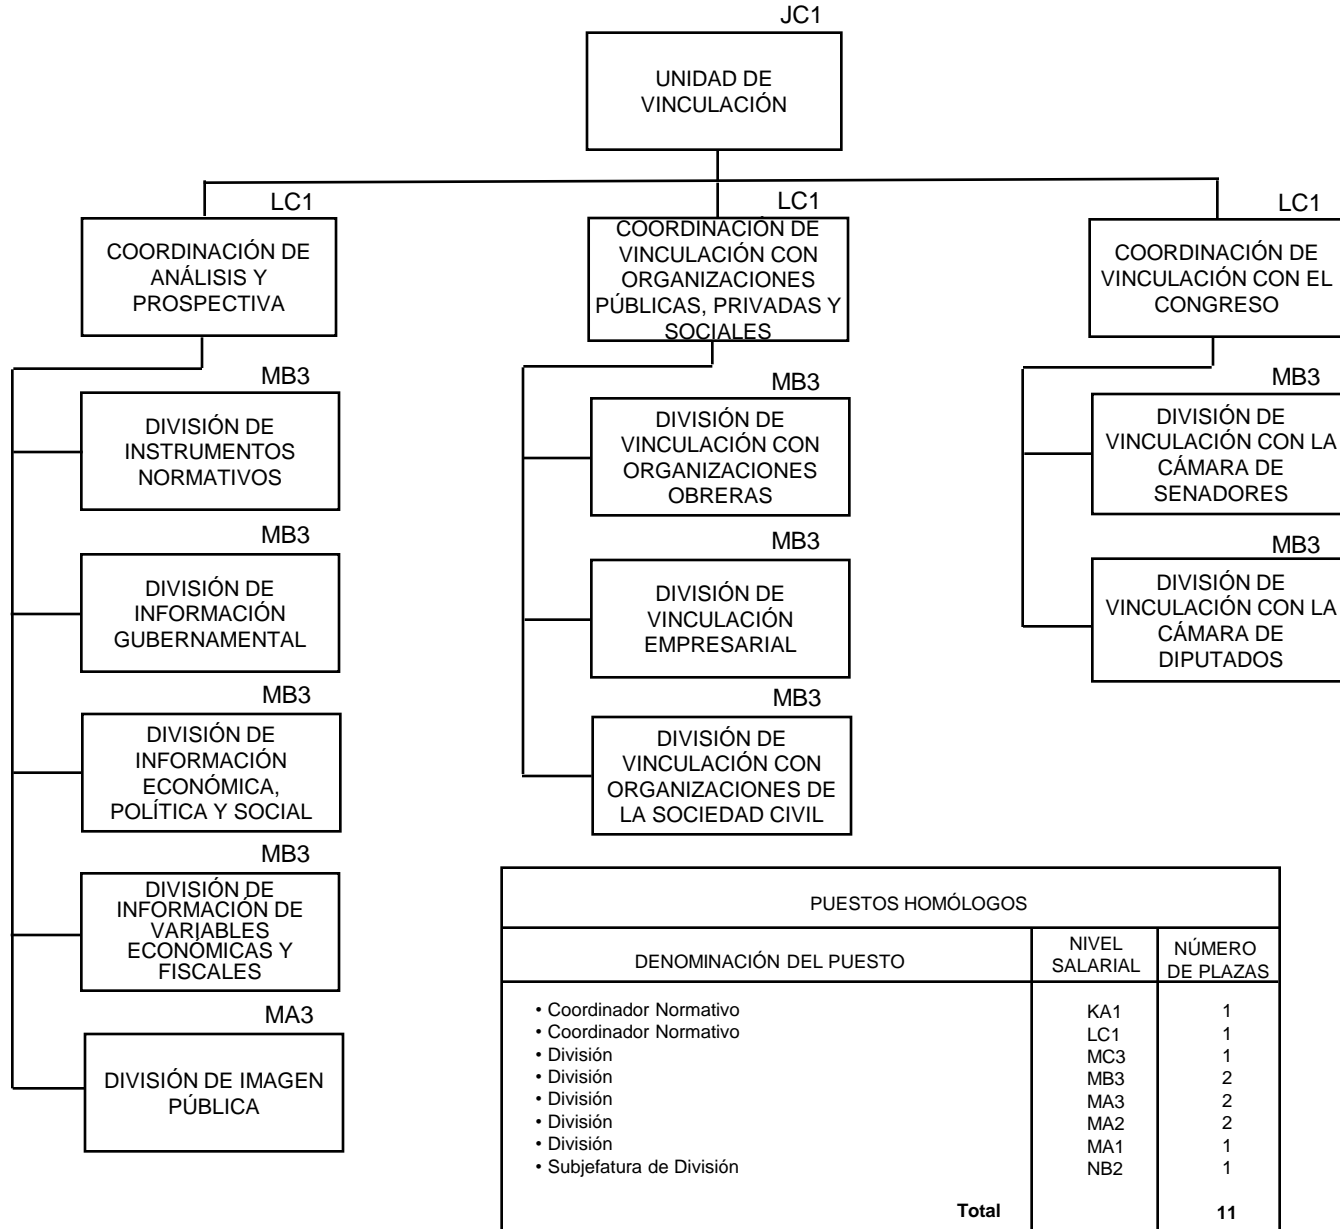 JC1
UNIDAD DE
VINCULACIÓN
LC1
COORDINACIÓN DE
ANÁLISIS Y
PROSPECTIVA
MB3
DIVISIÓN DE
INSTRUMENTOS
NORMATIVOS
MB3
DIVISIÓN DE
INFORMACIÓN
GUBERNAMENTAL
MB3
DIVISIÓN DE
INFORMACIÓN
ECONÓMICA,
POLÍTICA Y SOCIAL
MB3
DIVISIÓN DE
INFORMACIÓN DE
VARIABLES
ECONÓMICAS Y
FISCALES
MA3
DIVISIÓN DE IMAGEN
PÚBLICA
LC1
COORDINACIÓN DE
VINCULACIÓN CON
ORGANIZACIONES
PÚBLICAS, PRIVADAS Y
SOCIALES
MB3
DIVISIÓN DE
VINCULACIÓN CON
ORGANIZACIONES
OBRERAS
MB3
DIVISIÓN DE
VINCULACIÓN
EMPRESARIAL
MB3
DIVISIÓN DE
VINCULACIÓN CON
ORGANIZACIONES DE
LA SOCIEDAD CIVIL
LC1
COORDINACIÓN DE
VINCULACIÓN CON EL
CONGRESO
MB3
DIVISIÓN DE
VINCULACIÓN CON LA
CÁMARA DE
SENADORES
MB3
DIVISIÓN DE
VINCULACIÓN CON LA
CÁMARA DE
DIPUTADOS
PUESTOS HOMÓLOGOS
DENOMINACIÓN DEL PUESTO
NIVEL
SALARIAL
NÚMERO
DE PLAZAS
• Coordinador Normativo KA1 1
• Coordinador Normativo LC1 1
• División MC3 1
• División MB3 2
• División MA3 2
• División MA2 2
• División MA1 1
• Subjefatura de División NB2 1
Total 11